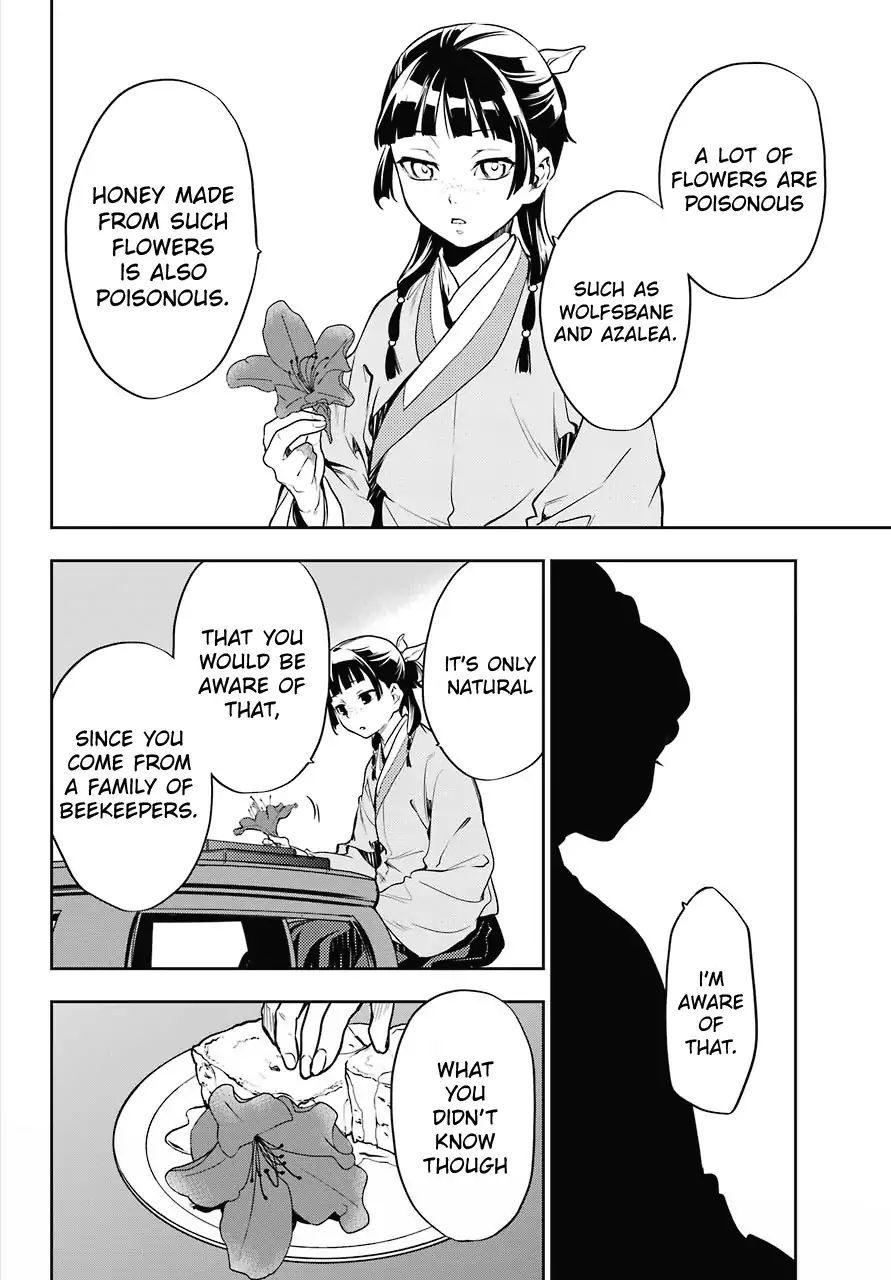 A LOT OF
FLOWERS ARE
POISONOUS
SUCH AS
WOLFSBANE
AND AZALEA.
HONEY MADE
FROM SUCH
FLOWERS
IS ALSO
POISONOUS.
I'M
AWARE
OF
THAT.
IT'S ONLY
NATURAL
THAT YOU
WOULD BE
AWARE OF
THAT,
SINCE YOU
COME FROM
A FAMILY OF
BEEKEEPERS.
WHAT
YOU
DIDN'T
KNOW
THOUGH